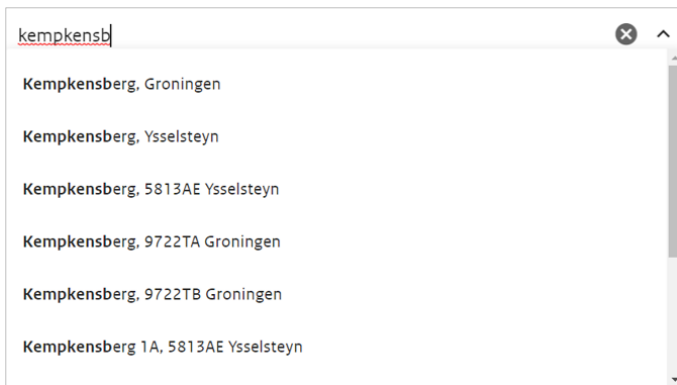 kempkensb
Kempkensberg, Groningen
Kempkensberg, Ysselsteyn
Kempkensberg, 5813AE Ysselsteyn
Kempkensberg, 9722TA Groningen
Kempkensberg, 9722TB Groningen
Kempkensberg 1A, 5813AE Ysselsteyn